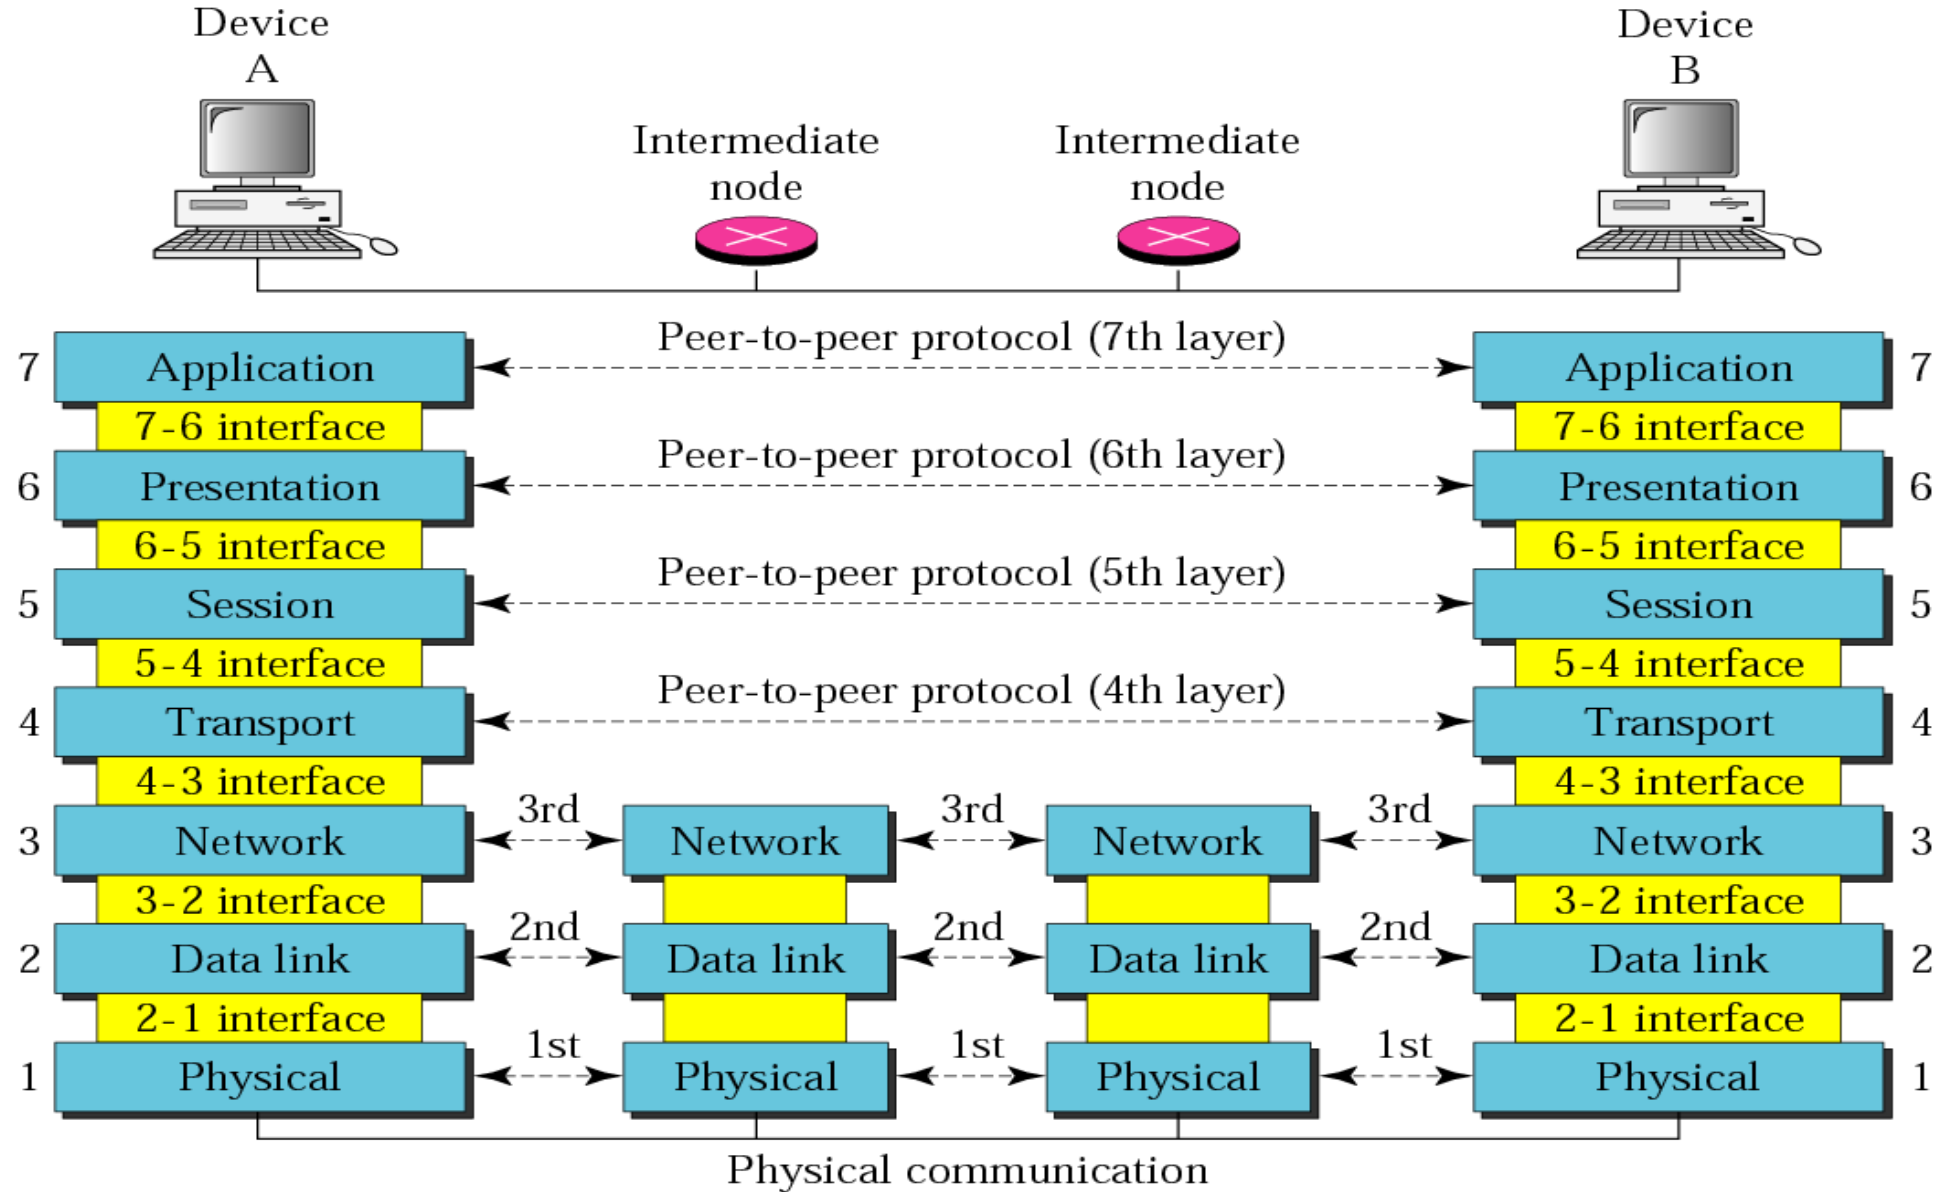 Device
A
Device
B
Intermediate
node
Intermediate
node
Peer-to-peer protocol (7th layer)
7 Application
Application 7
7-6 interface
7-6 interface
Peer-to-peer protocol (6th layer)
6 Presentation
Presentation 6
6-5 interface
6-5 interface
Peer-to-peer protocol (5th layer)
5 Session
Session 5
5-4 interface
5-4 interface
Peer-to-peer protocol (4th layer)
4 Transport
Transport 4
4-3 interface
4-3 interface
3 Network 3rd Network 3rd Network 3rd Network 3
3-2 interface
3-2 interface
2 Data link 2nd Data link 2nd Data link 2nd Data link 2
2-1 interface
2-1 interface
1 Physical 1st Physical 1st Physical 1st Physical 1
Physical communication